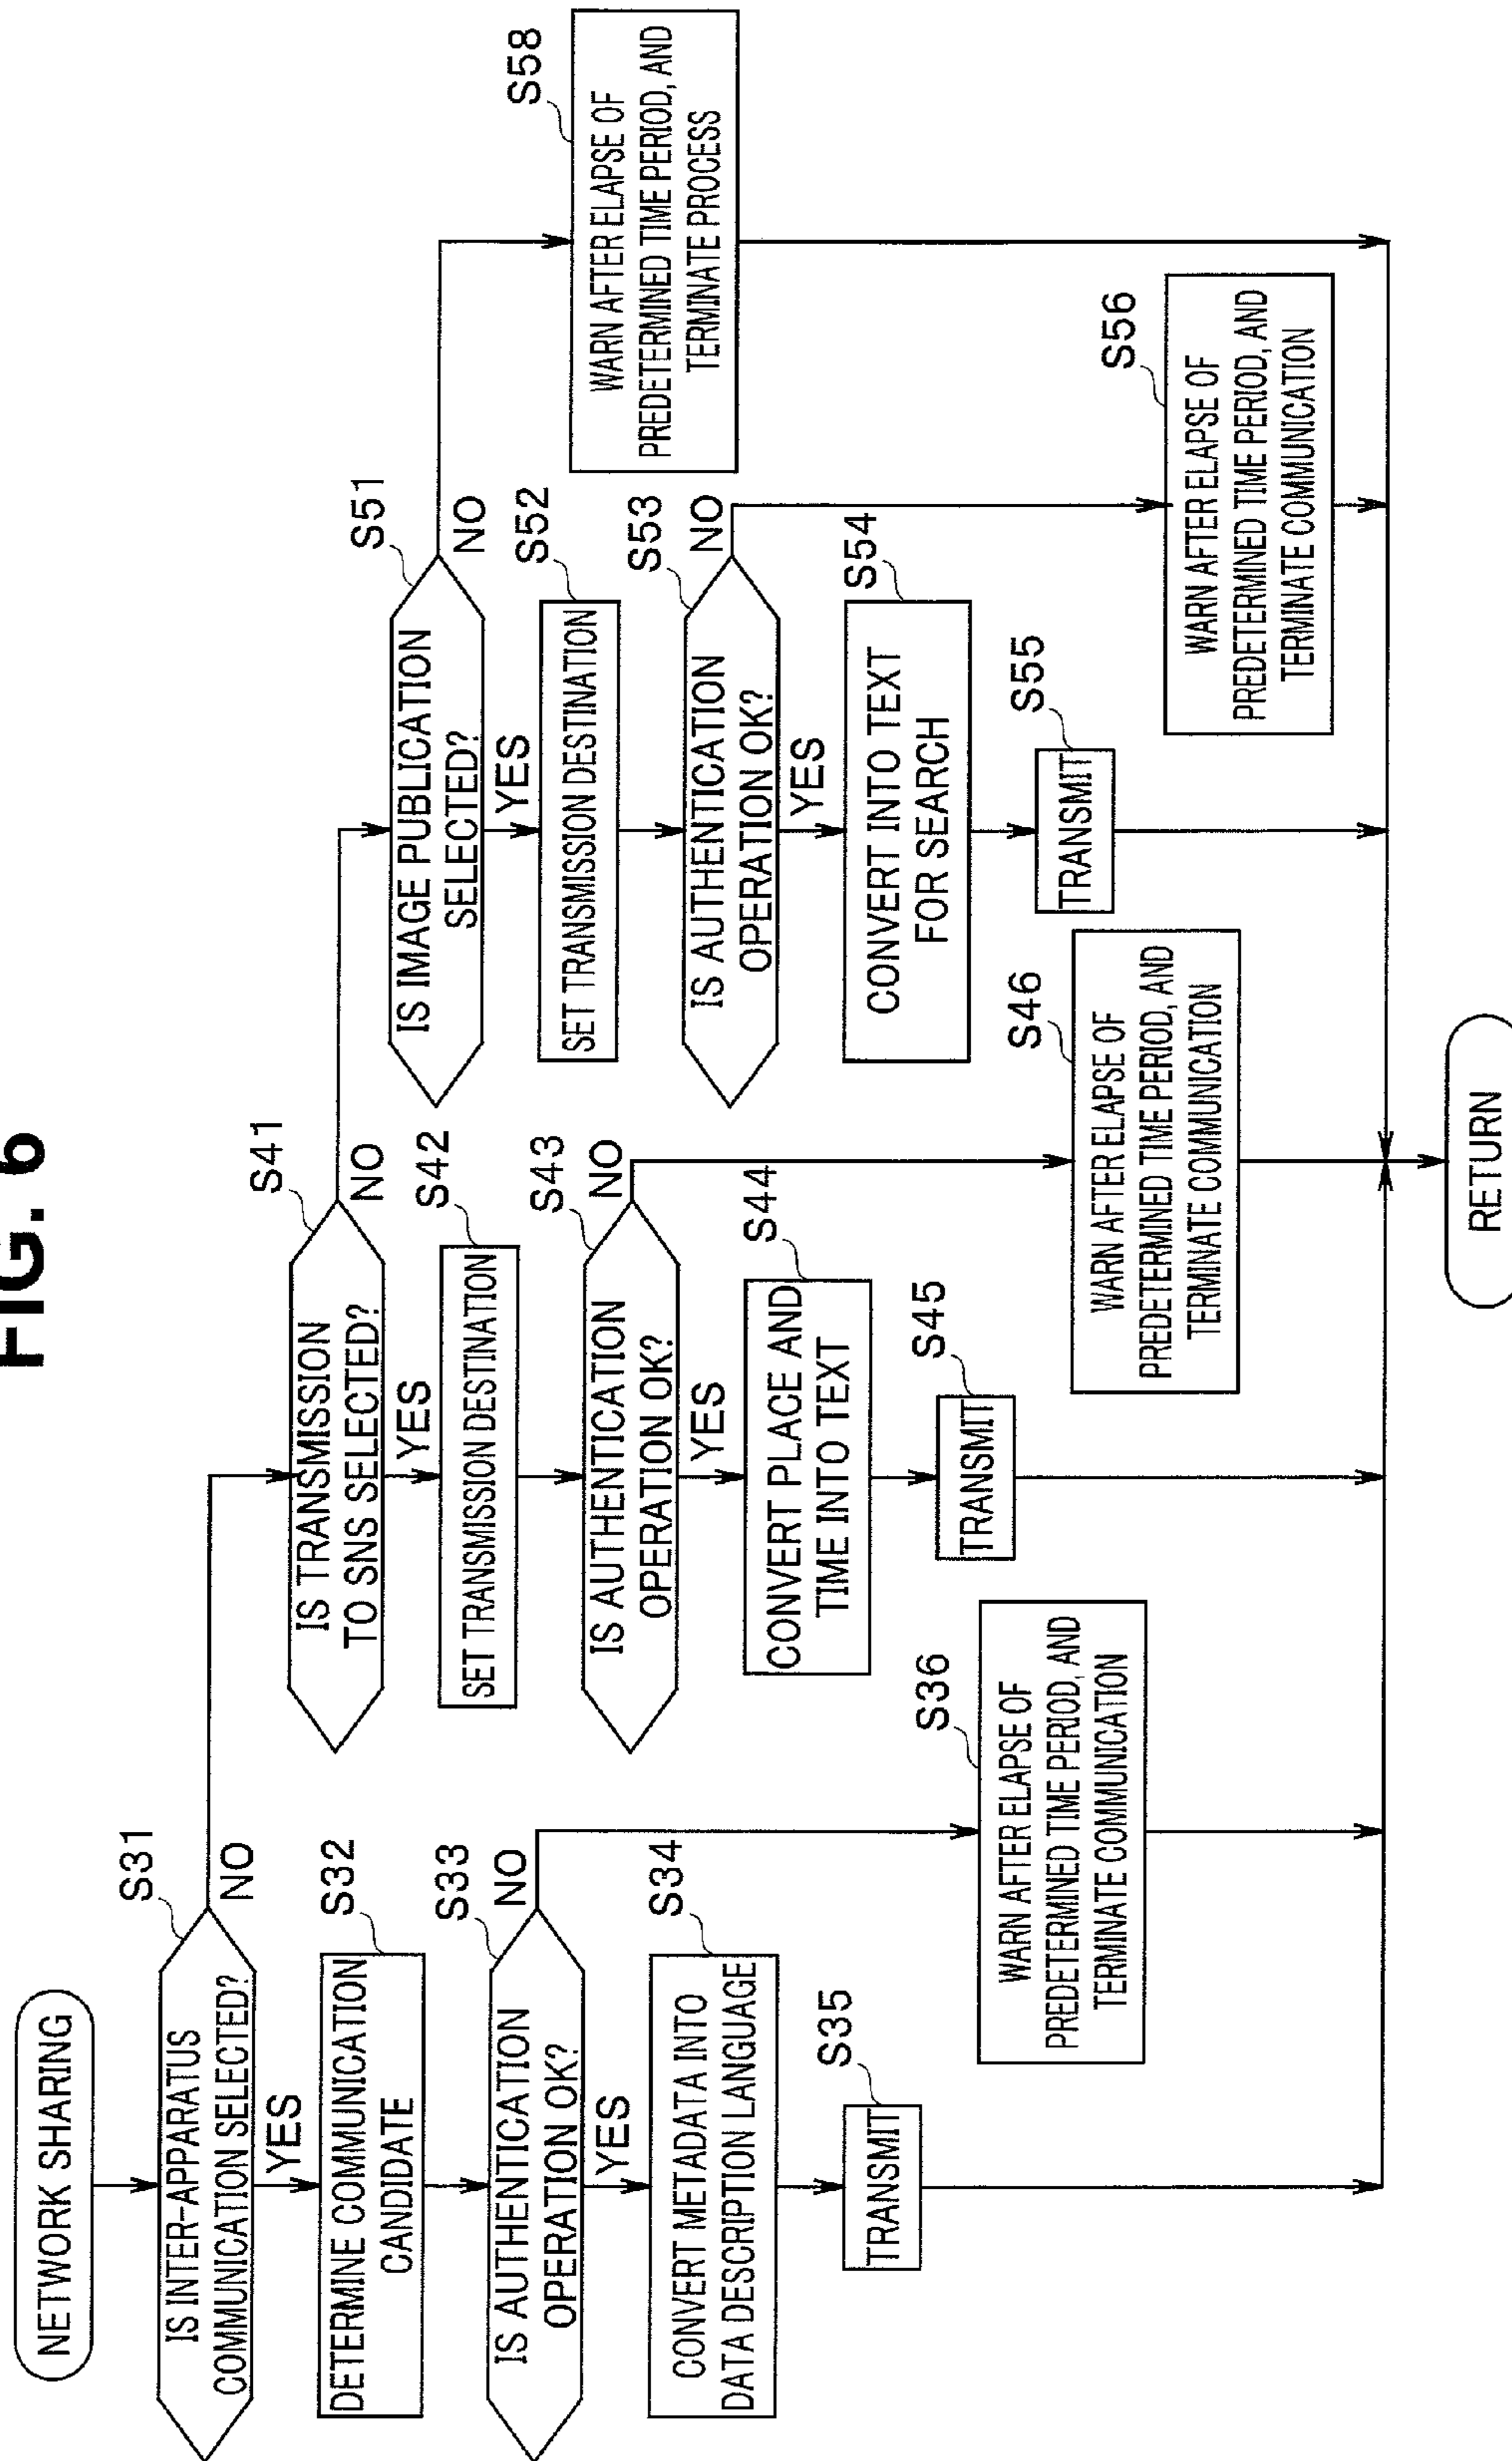 FIG. 6
NETWORK SHARING
S31
IS INTER-APPARATUS
COMMUNICATION SELECTED?
NO
YES
S32
DETERMINE COMMUNICATION
CANDIDATE
S33
IS AUTHENTICATION
OPERATION OK?
NO
YES
S34
CONVERT METADATA INTO
DATA DESCRIPTION LANGUAGE
S35
TRANSMIT
S36
WARN AFTER ELAPSE OF
PREDETERMINED TIME PERIOD, AND
TERMINATE COMMUNICATION
S41
IS TRANSMISSION
TO SNS SELECTED?
NO
YES
S42
SET TRANSMISSION DESTINATION
S43
IS AUTHENTICATION
OPERATION OK?
NO
YES
S44
CONVERT PLACE AND
TIME INTO TEXT
S45
TRANSMIT
S46
WARN AFTER ELAPSE OF
PREDETERMINED TIME PERIOD, AND
TERMINATE COMMUNICATION
S51
IS IMAGE PUBLICATION
SELECTED?
NO
YES
S52
SET TRANSMISSION DESTINATION
S53
IS AUTHENTICATION
OPERATION OK?
NO
YES
S54
CONVERT INTO TEXT
FOR SEARCH
S55
TRANSMIT
S56
WARN AFTER ELAPSE OF
PREDETERMINED TIME PERIOD, AND
TERMINATE COMMUNICATION
S58
WARN AFTER ELAPSE OF
PREDETERMINED TIME PERIOD, AND
TERMINATE PROCESS
RETURN